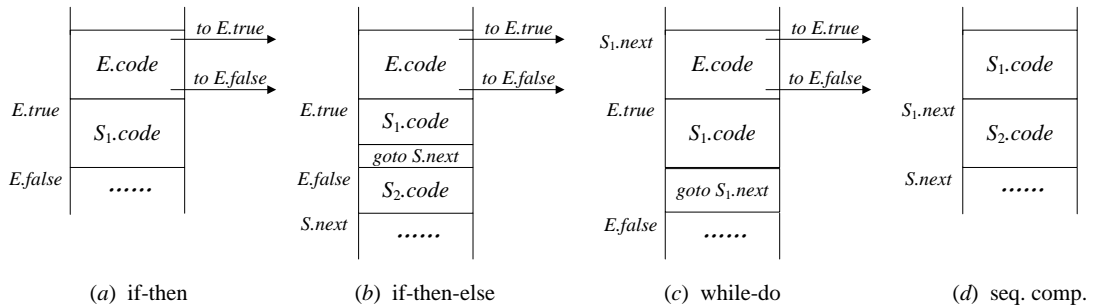 to E.true
E.code
to E.false
E.true
S1.code
E.false
......
(a) if-then
to E.true
E.code
to E.false
E.true
S1.code
goto S.next
E.false
S2.code
S.next
......
(b) if-then-else
S1.next
to E.true
E.code
to E.false
E.true
S1.code
goto S1.next
E.false
......
(c) while-do
S1.code
S1.next
S2.code
S.next
......
(d) seq. comp.